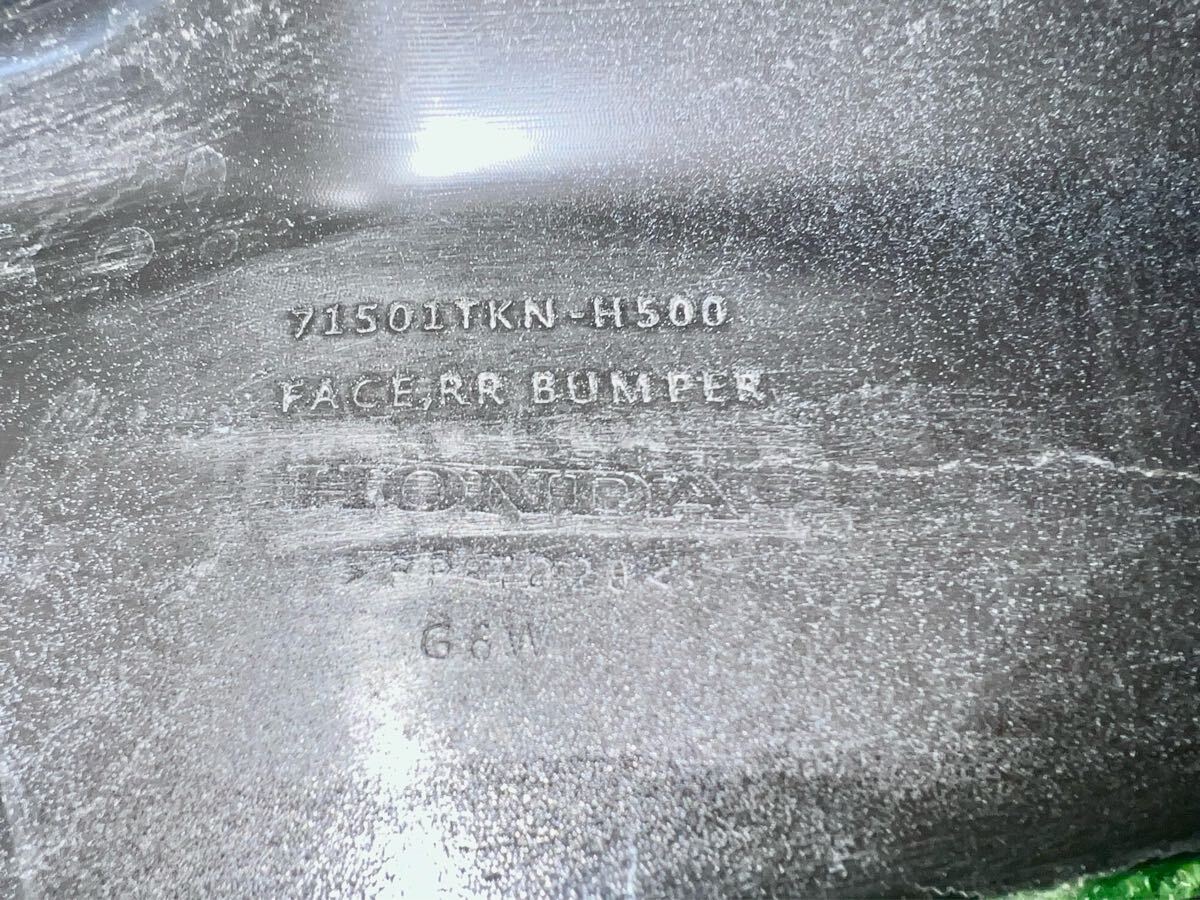 71501TKN-H500
FACE,RR BUMPER
HONDA
G6W